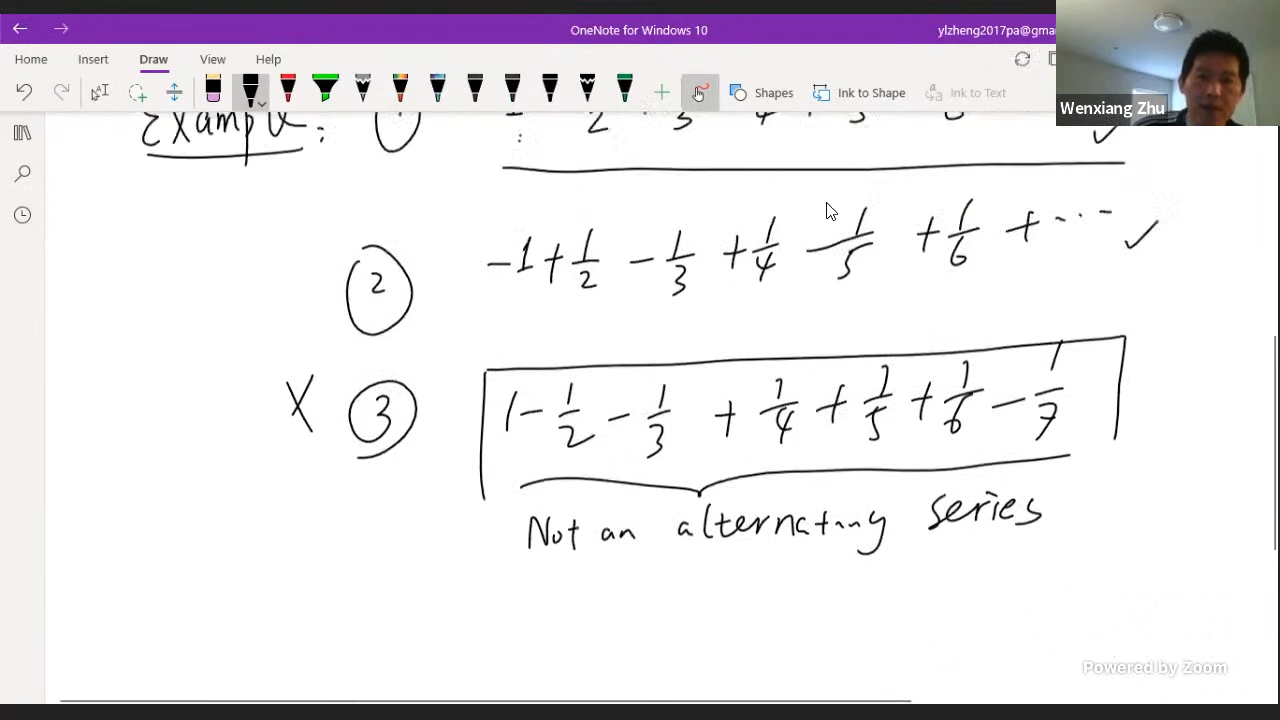 OneNote for Windows 10
ylzheng2017pa@gma
Home Insert Draw View Help
Shapes Ink to Shape Ink to Text
Wenxiang Zhu
Example: ①
② -1 + 1/2 - 1/3 + 1/4 - 1/5 + 1/6 + ... ✓
X ③ 1 - 1/2 - 1/3 + 1/4 + 1/5 + 1/6 - 1/7
Not an alternating series
Powered by Zoom